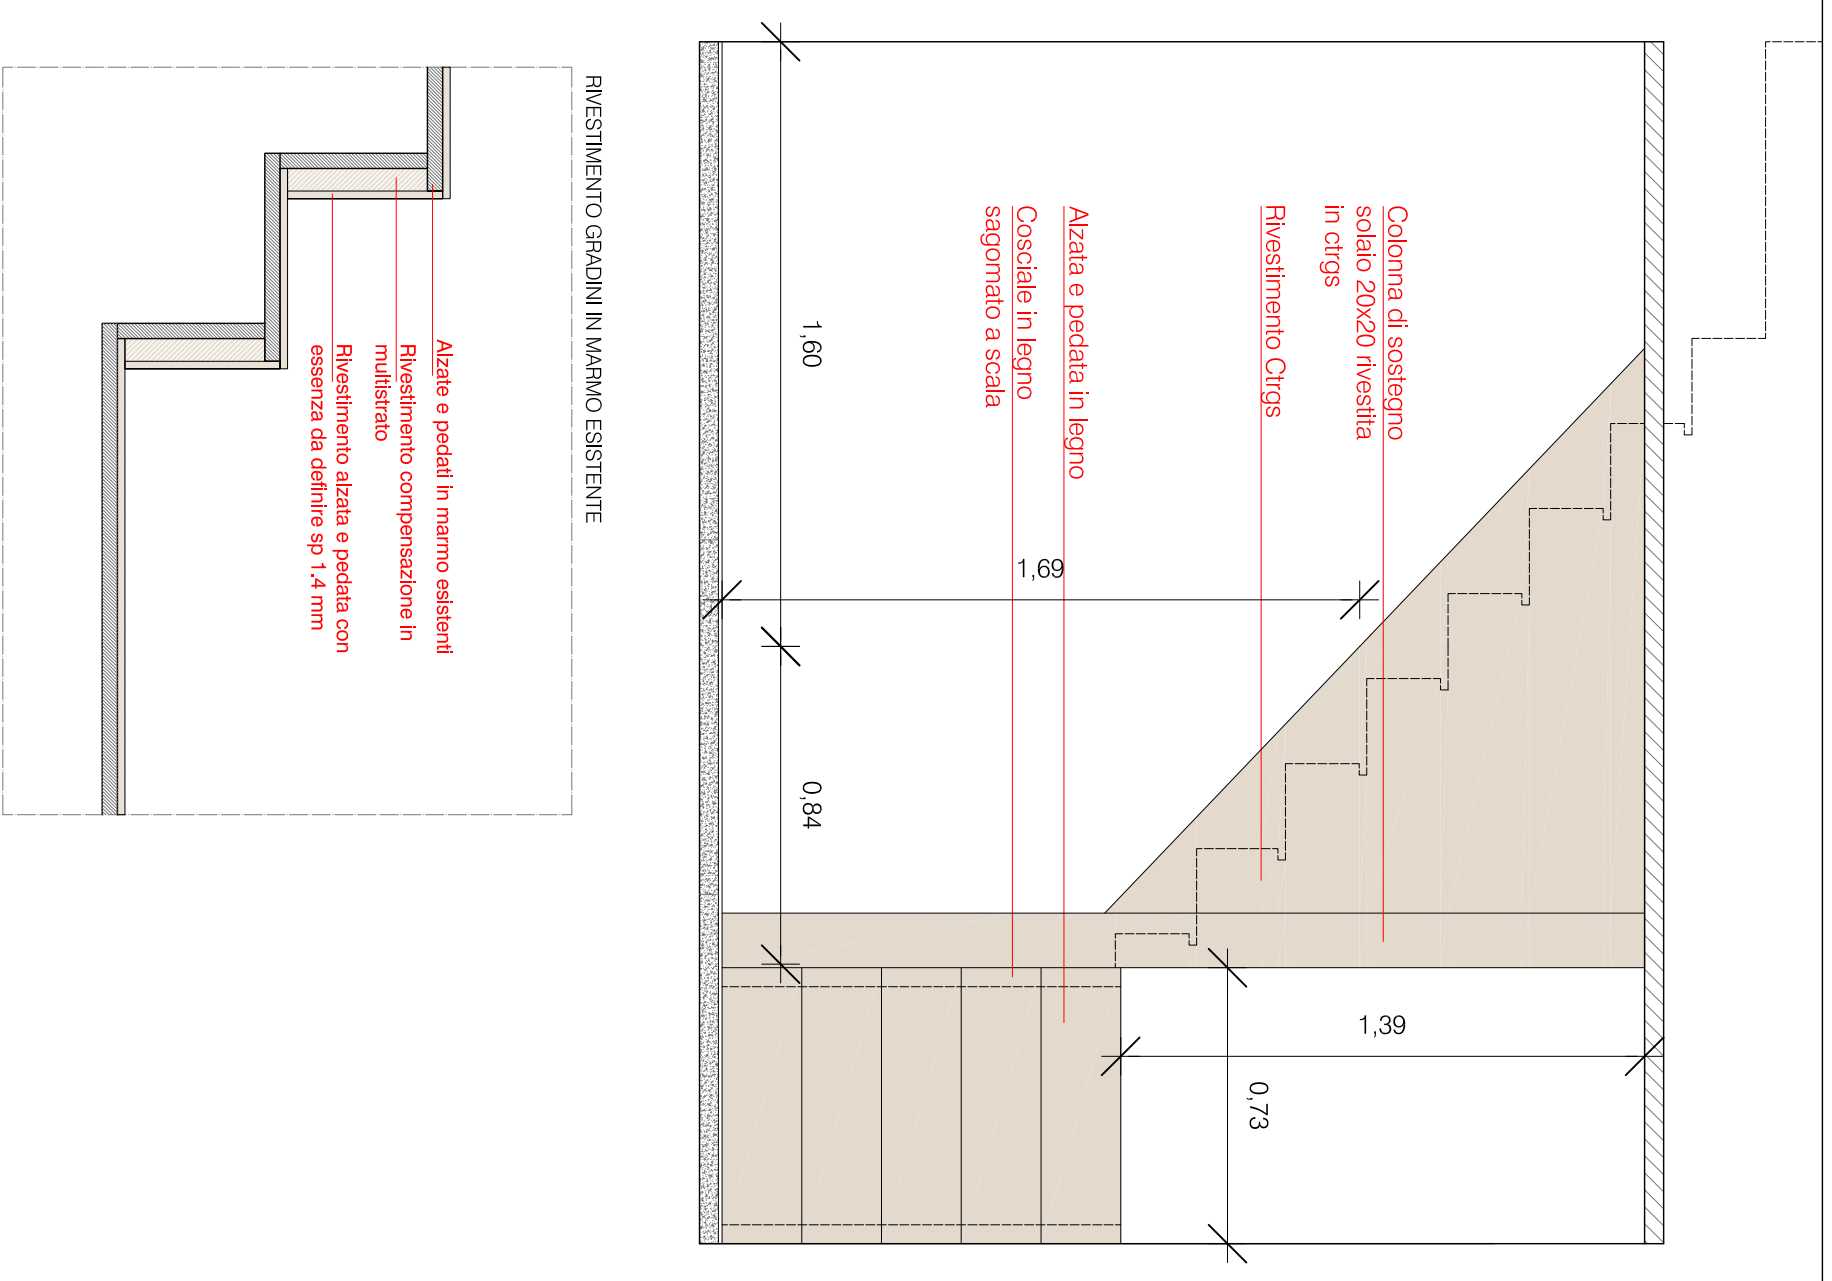 Colonna di sostegno
solaio 20x20 rivestita
in ctrgs
Rivestimento Ctrgs
Alzata e pedata in legno
Cosciale in legno
sagomato a scala
1,69
1,39
0,73
1,60
0,84
RIVESTIMENTO GRADINI IN MARMO ESISTENTE
Alzate e pedati in marmo esistenti
Rivestimento compensazione in
multistrato
Rivestimento alzata e pedata con
essenza da definire sp 1.4 mm